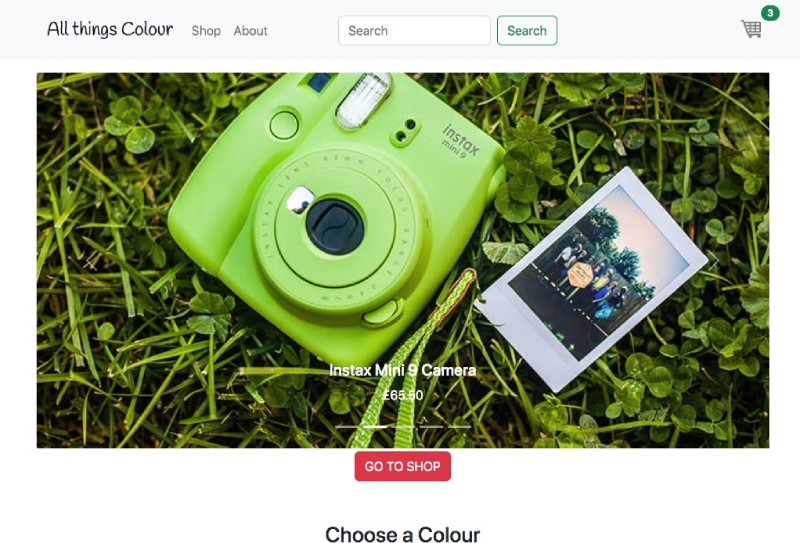 All things Colour
Shop
About
Search
Search
3
instax
mini 9
Instax Mini 9 Camera
£65.50
GO TO SHOP
Choose a Colour